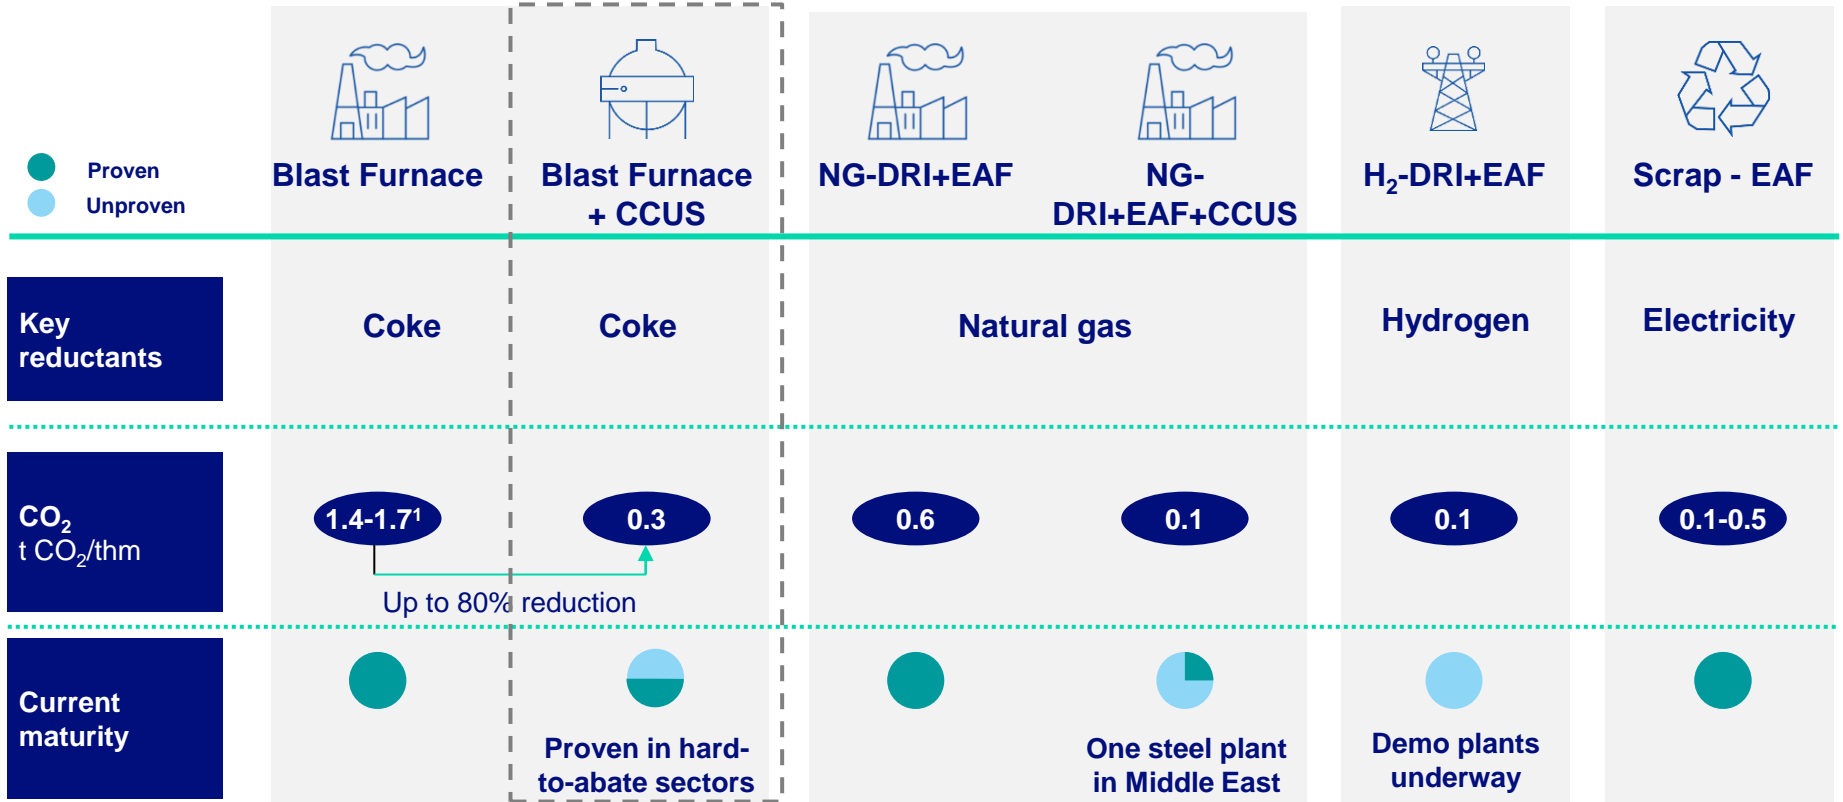 Proven
Unproven
Blast Furnace
Blast Furnace
+ CCUS
NG-DRI+EAF
NG-
DRI+EAF+CCUS
H₂-DRI+EAF
Scrap - EAF
Key
reductants
Coke
Coke
Natural gas
Hydrogen
Electricity
CO₂
t CO₂/thm
1.4-1.7¹
0.3
0.6
0.1
0.1
0.1-0.5
Up to 80% reduction
Current
maturity
Proven in hard-
to-abate sectors
One steel plant
in Middle East
Demo plants
underway